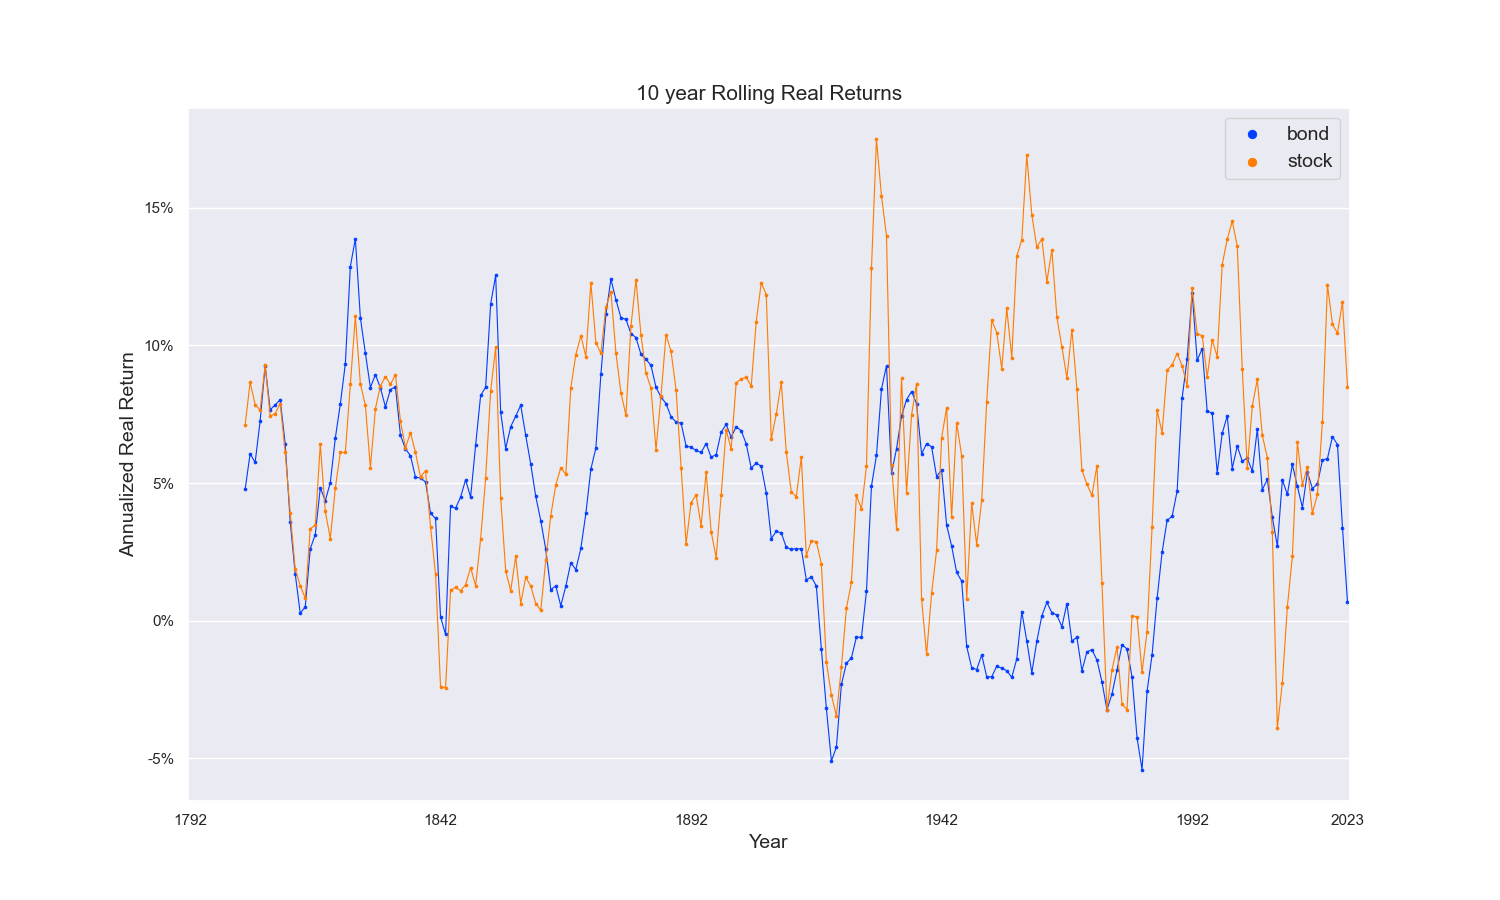 10 year Rolling Real Returns
bond
stock
Annualized Real Return
15%
10%
5%
0%
-5%
1792 1842 1892 1942 1992 2023
Year